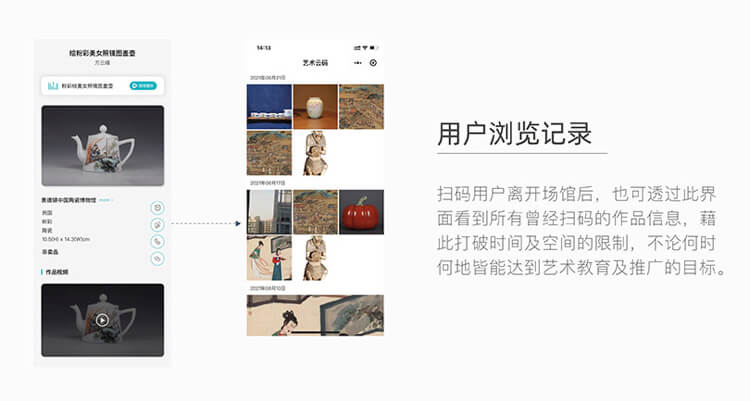 绘粉彩美女照镜图盖壶
方云峰
粉彩绘美女照镜图盖壶
景德镇中国陶瓷博物馆
民国
粉彩
陶瓷
10.50(H) x 14.20(W)cm
非卖品
作品视频
14:13
艺术云码
2021年06月21日
2021年06月17日
2021年06月10日
用户浏览记录
扫码用户离开场馆后，也可透过此界
面看到所有曾经扫码的作品信息，藉
此打破时间及空间的限制，不论何时
何地皆能达到艺术教育及推广的目标。